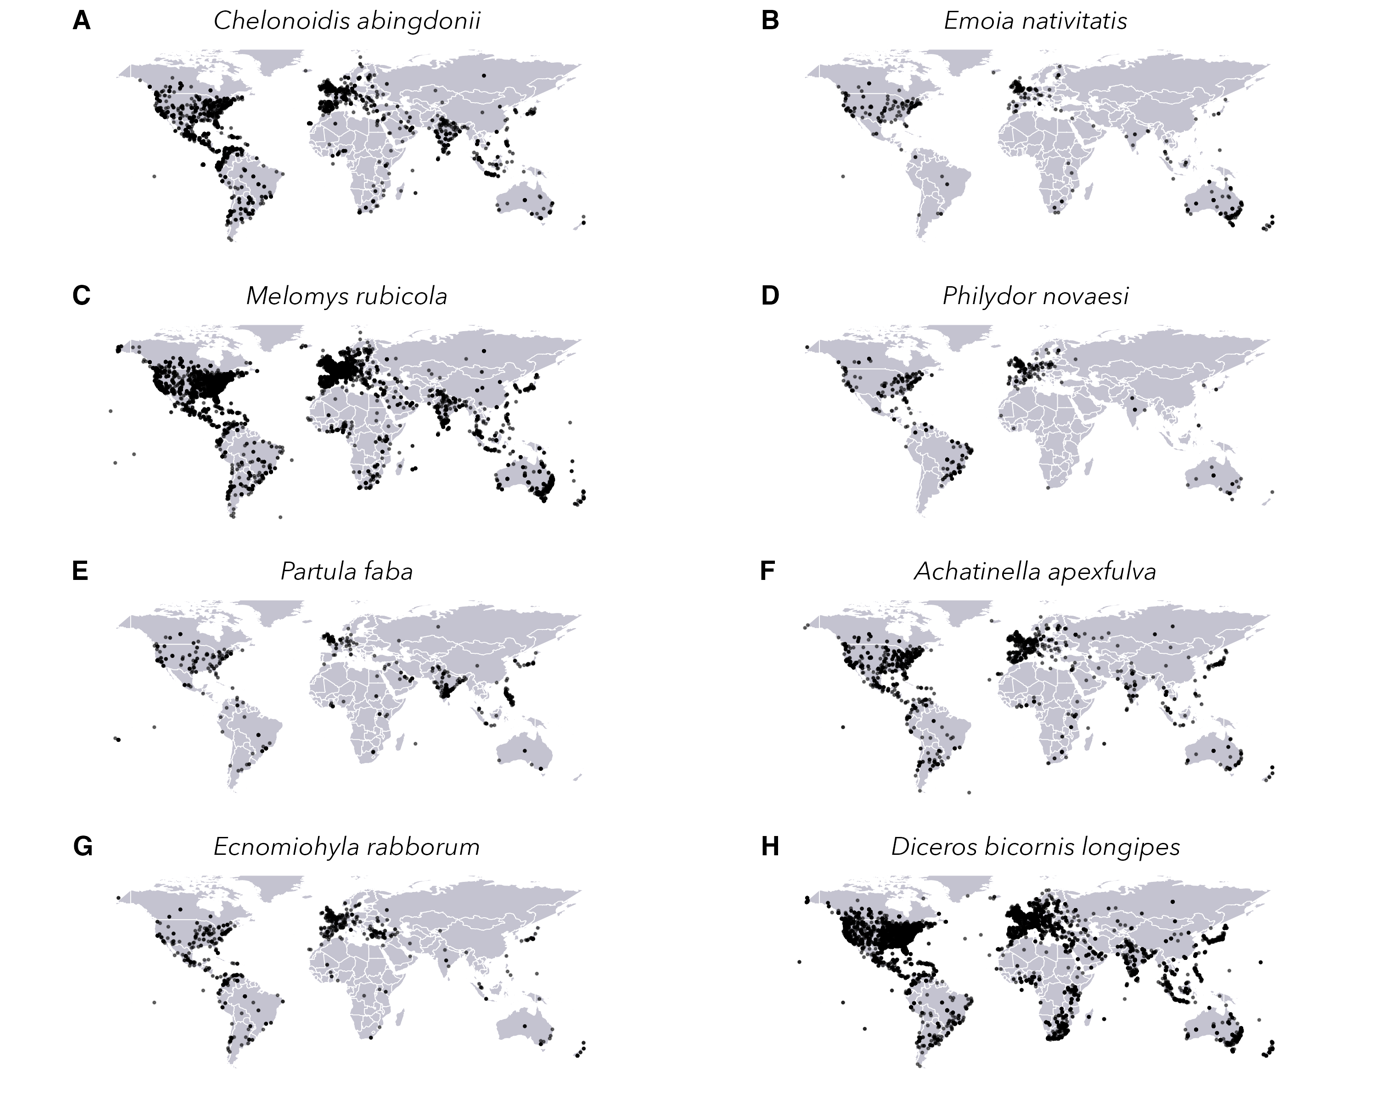 A Chelonoidis abingdonii
B Emoia nativitatis
C Melomys rubicola
D Philydor novaesi
E Partula faba
F Achatinella apexfulva
G Ecnomiohyla rabborum
H Diceros bicornis longipes